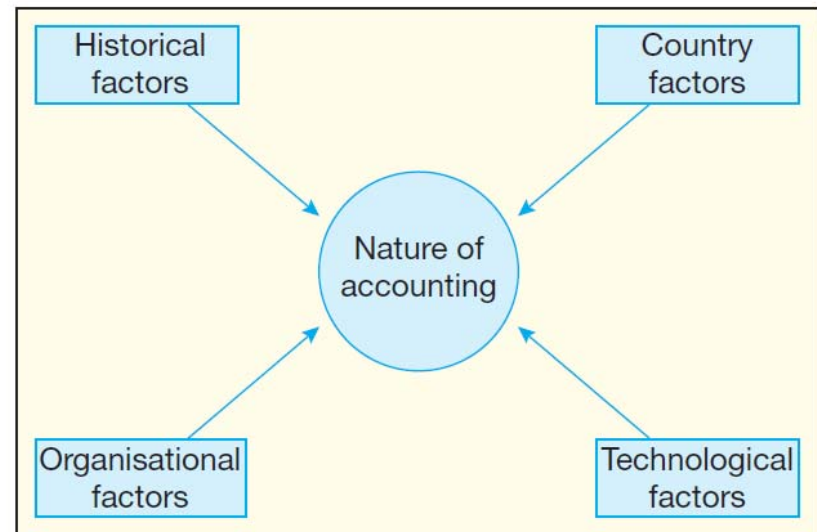 Historical
factors
Country
factors
Nature of
accounting
Organisational
factors
Technological
factors